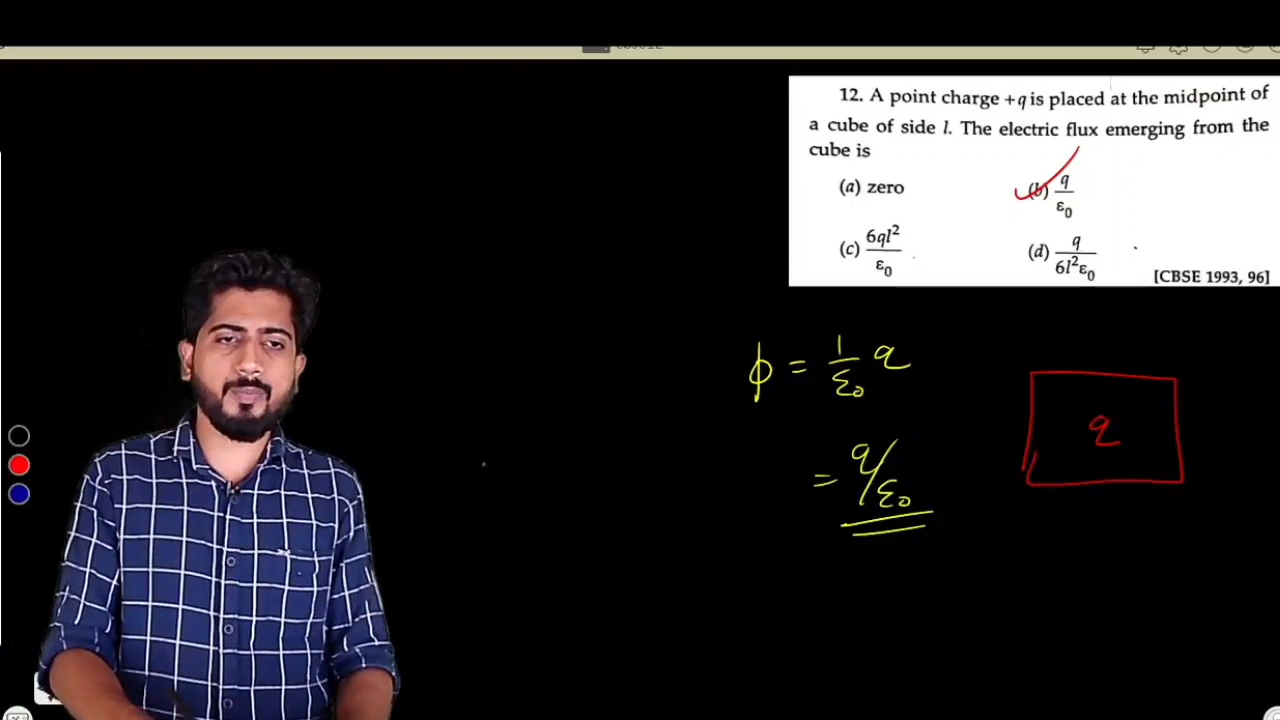 12. A point charge +q is placed at the midpoint of
a cube of side l. The electric flux emerging from the
cube is
(a) zero
(b) q/ε₀
(c) 6ql²/ε₀
(d) q/6l²ε₀
[CBSE 1993, 96]
ϕ = 1/ε₀ q
= q/ε₀
q